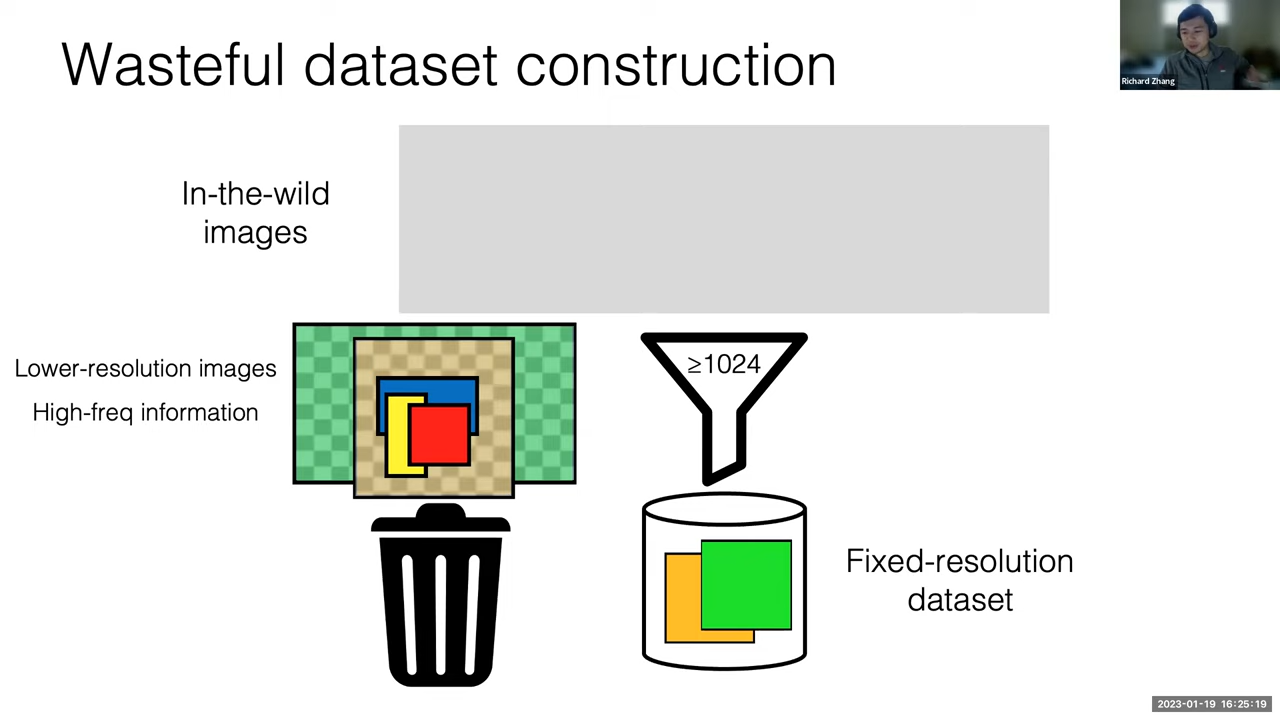 Wasteful dataset construction
Richard Zhang
In-the-wild
images
Lower-resolution images
High-freq information
≥1024
Fixed-resolution
dataset
2023-01-19 16:25:19